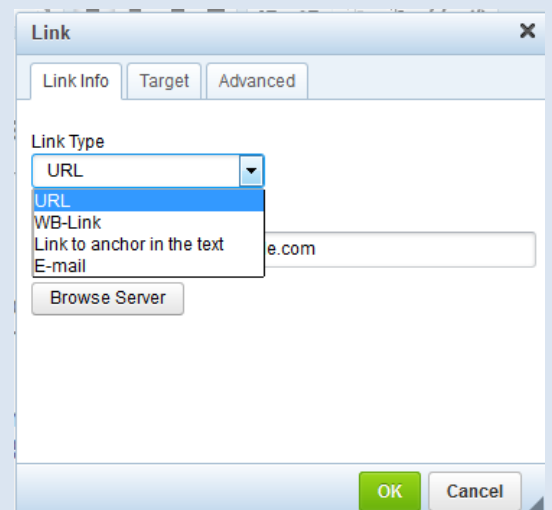 Link
Link Info Target Advanced
Link Type
URL
URL
WB-Link
Link to anchor in the text
E-mail
e.com
Browse Server
OK Cancel